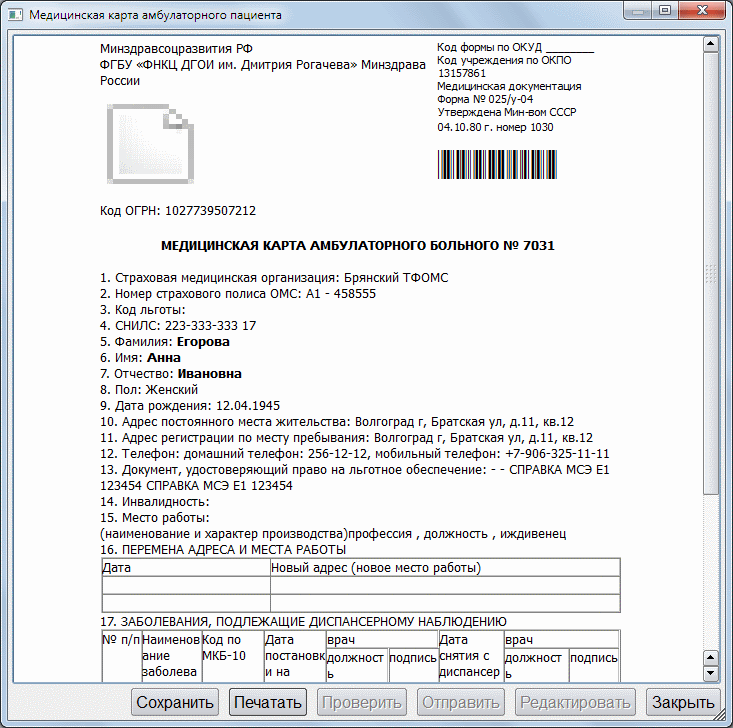 Медицинская карта амбулаторного пациента
Минздравсоцразвития РФ
ФГБУ «ФНКЦ ДГОИ им. Дмитрия Рогачева» Минздрава
России
Код формы по ОКУД ________
Код учреждения по ОКПО
13157861
Медицинская документация
Форма № 025/у-04
Утверждена Мин-вом СССР
04.10.80 г. номер 1030
Код ОГРН: 1027739507212
МЕДИЦИНСКАЯ КАРТА АМБУЛАТОРНОГО БОЛЬНОГО № 7031
1. Страховая медицинская организация: Брянский ТФОМС
2. Номер страхового полиса ОМС: А1 - 458555
3. Код льготы:
4. СНИЛС: 223-333-333 17
5. Фамилия: Егорова
6. Имя: Анна
7. Отчество: Ивановна
8. Пол: Женский
9. Дата рождения: 12.04.1945
10. Адрес постоянного места жительства: Волгоград г, Братская ул, д.11, кв.12
11. Адрес регистрации по месту пребывания: Волгоград г, Братская ул, д.11, кв.12
12. Телефон: домашний телефон: 256-12-12, мобильный телефон: +7-906-325-11-11
13. Документ, удостоверяющий право на льготное обеспечение: - - СПРАВКА МСЭ Е1
123454 СПРАВКА МСЭ Е1 123454
14. Инвалидность:
15. Место работы:
(наименование и характер производства)профессия , должность , иждивенец
16. ПЕРЕМЕНА АДРЕСА И МЕСТА РАБОТЫ
Дата Новый адрес (новое место работы)
17. ЗАБОЛЕВАНИЯ, ПОДЛЕЖАЩИЕ ДИСПАНСЕРНОМУ НАБЛЮДЕНИЮ
№ п/п Наименов Код по Дата врач Дата врач
ание МКБ-10 постановк должност подпись снятия с должност подпись
заболева и на ь диспансер ь
Сохранить Печатать Проверить Отправить Редактировать Закрыть